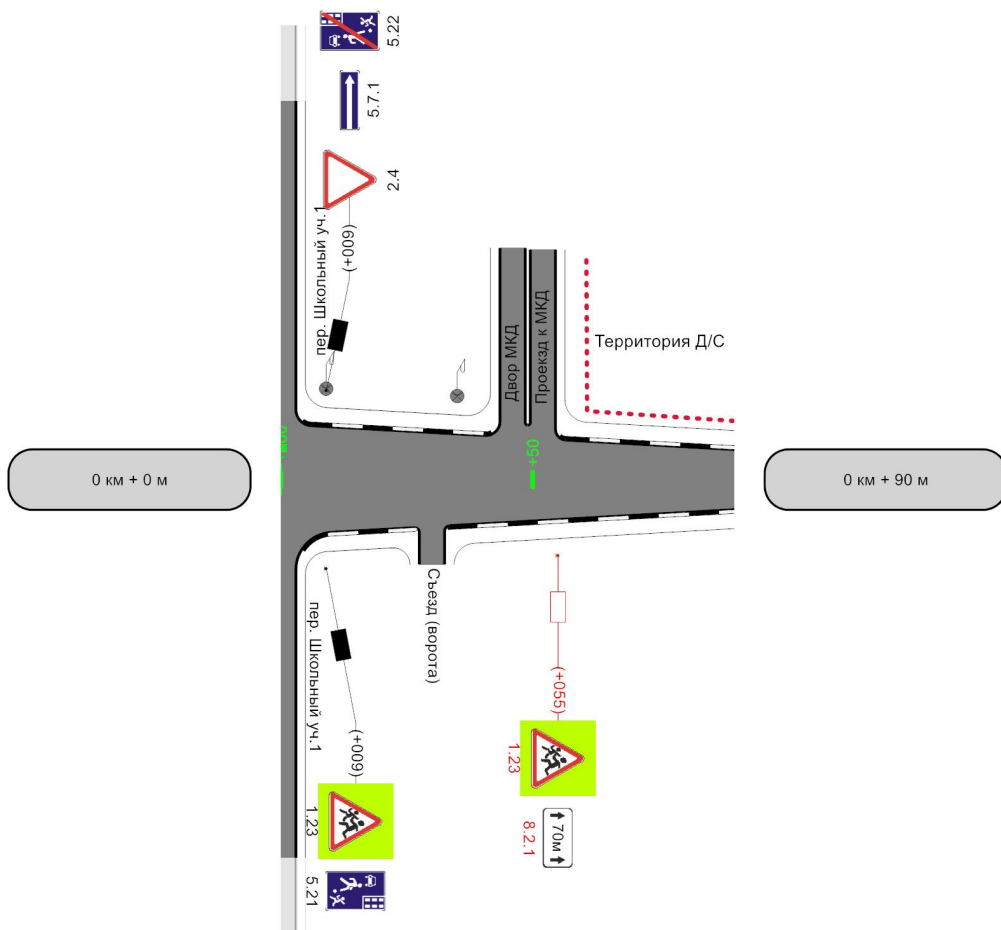 5.22
5.7.1
2.4
(+009)
пер. Школьный уч.1
Двор МКД
Проекзд к МКД
Территория Д/С
+50
0 км + 0 м
0 км + 90 м
Съезд (ворота)
пер. Школьный уч.1
(+009)
1.23
5.21
(+055)
1.23
70м
8.2.1